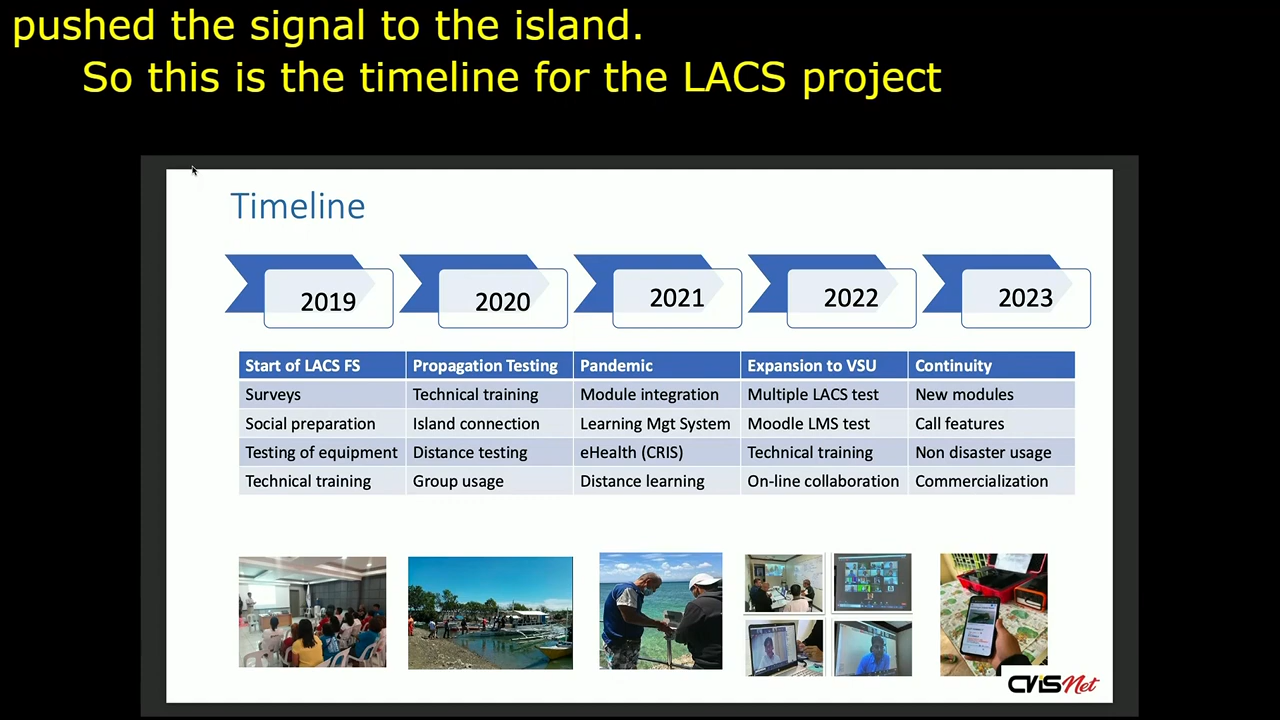 pushed the signal to the island.
So this is the timeline for the LACS project
Timeline
2019 2020 2021 2022 2023
Start of LACS FS Propagation Testing Pandemic Expansion to VSU Continuity
Surveys Technical training Module integration Multiple LACS test New modules
Social preparation Island connection Learning Mgt System Moodle LMS test Call features
Testing of equipment Distance testing eHealth (CRIS) Technical training Non disaster usage
Technical training Group usage Distance learning On-line collaboration Commercialization
CViSNet